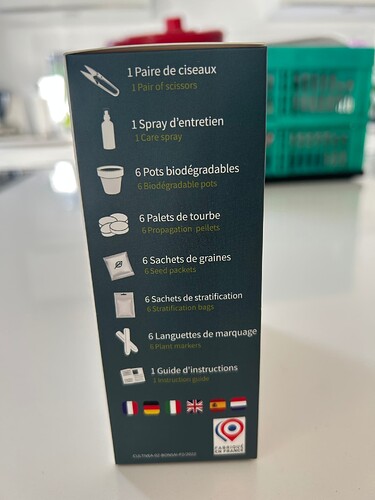 1 Paire de ciseaux
1 Pair of scissors
1 Spray d'entretien
1 Care spray
6 Pots biodégradables
6 Biodegradable pots
6 Palets de tourbe
6 Propagation pellets
6 Sachets de graines
6 Seed packets
6 Sachets de stratification
6 Stratification bags
6 Languettes de marquage
6 Plant markers
1 Guide d'instructions
1 Instruction guide
FABRIQUÉ
EN FRANCE